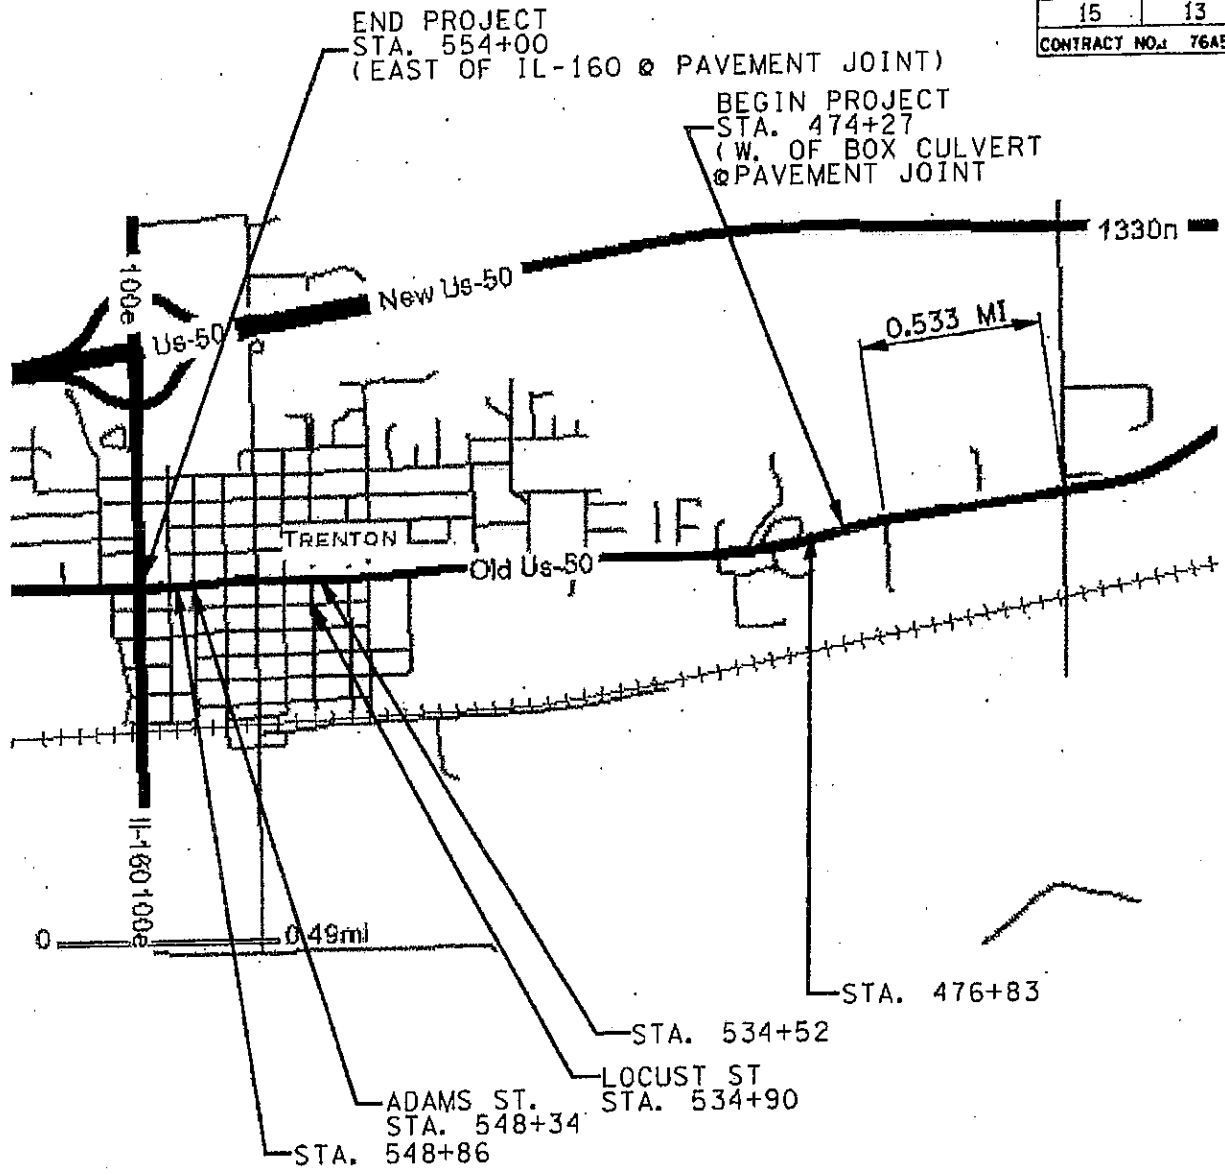 15 13
CONTRACT NO.: 76A5
END PROJECT
STA. 554+00
(EAST OF IL-160 @ PAVEMENT JOINT)
BEGIN PROJECT
STA. 474+27
(W. OF BOX CULVERT
@PAVEMENT JOINT
1330n
100e
Us-50
New Us-50
0.533 MI
TRENTON
Old Us-50
Il-160
100e
0
0.49mi
STA. 476+83
STA. 534+52
LOCUST ST
STA. 534+90
ADAMS ST.
STA. 548+34
STA. 548+86